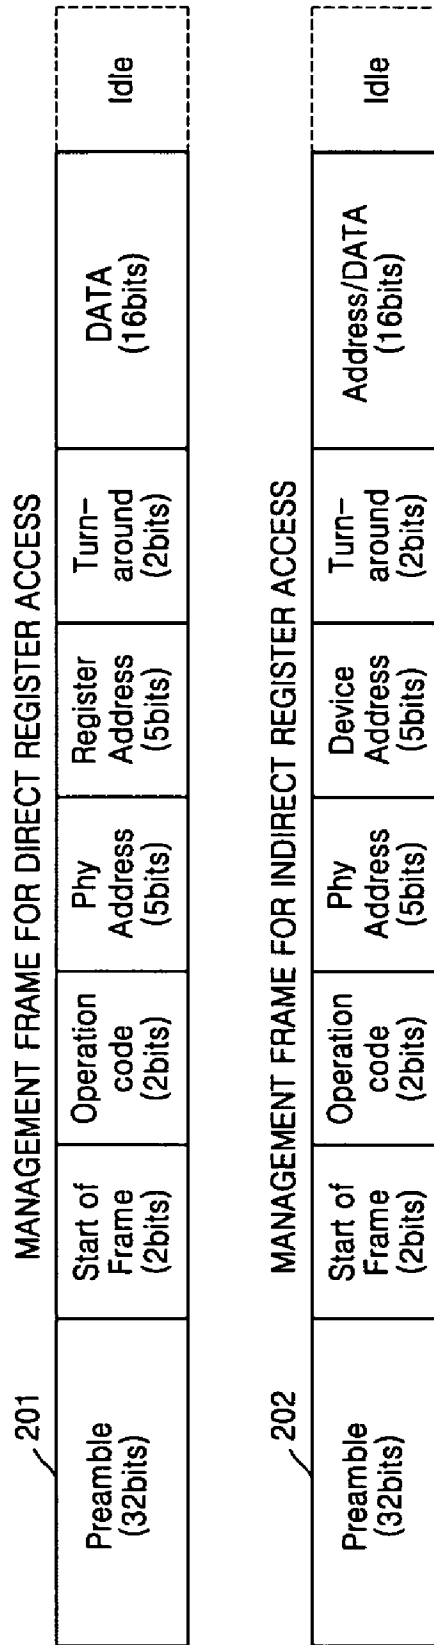 MANAGEMENT FRAME FOR DIRECT REGISTER ACCESS
201
Preamble
(32bits)
Start of
Frame
(2bits)
Operation
code
(2bits)
Phy
Address
(5bits)
Register
Address
(5bits)
Turn-
around
(2bits)
DATA
(16bits)
Idle
MANAGEMENT FRAME FOR INDIRECT REGISTER ACCESS
202
Preamble
(32bits)
Start of
Frame
(2bits)
Operation
code
(2bits)
Phy
Address
(5bits)
Device
Address
(5bits)
Turn-
around
(2bits)
Address/DATA
(16bits)
Idle